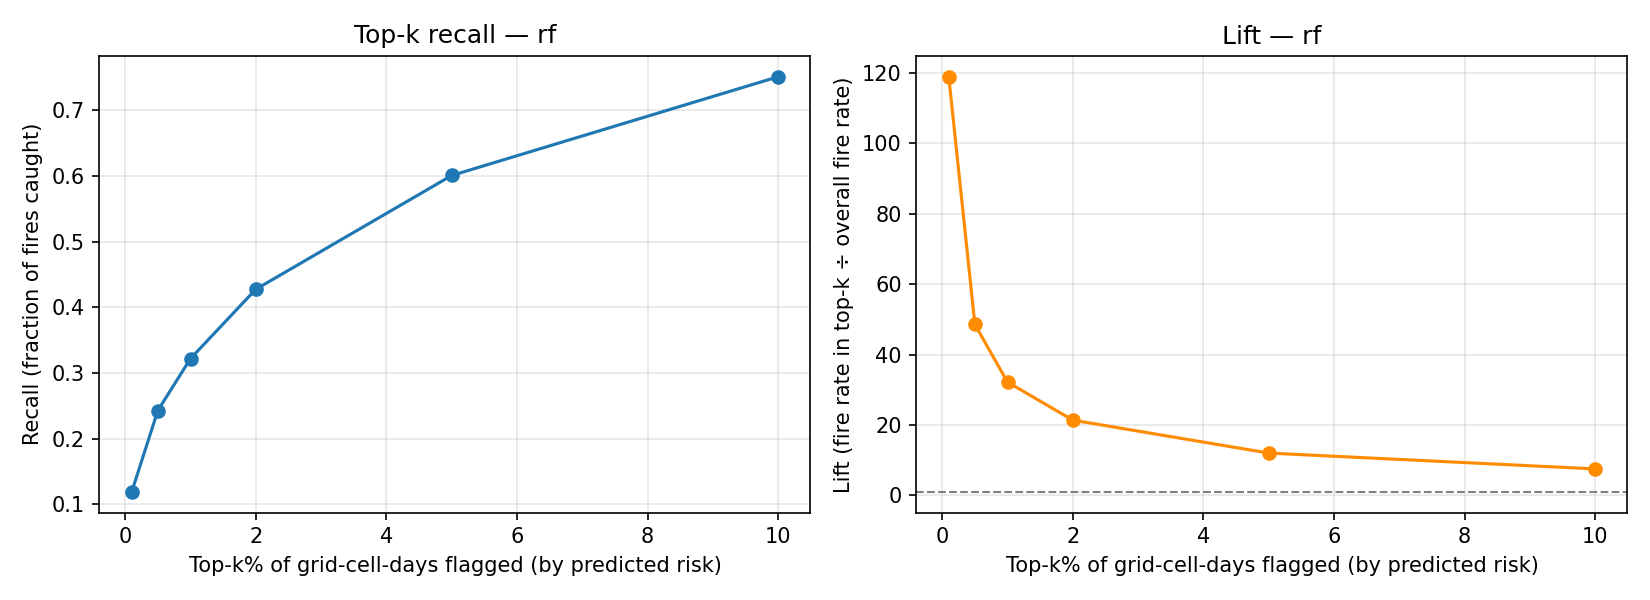 Top-k recall — rf
Recall (fraction of fires caught)
0.7
0.6
0.5
0.4
0.3
0.2
0.1
0 2 4 6 8 10
Top-k% of grid-cell-days flagged (by predicted risk)
Lift — rf
Lift (fire rate in top-k ÷ overall fire rate)
120
100
80
60
40
20
0
0 2 4 6 8 10
Top-k% of grid-cell-days flagged (by predicted risk)